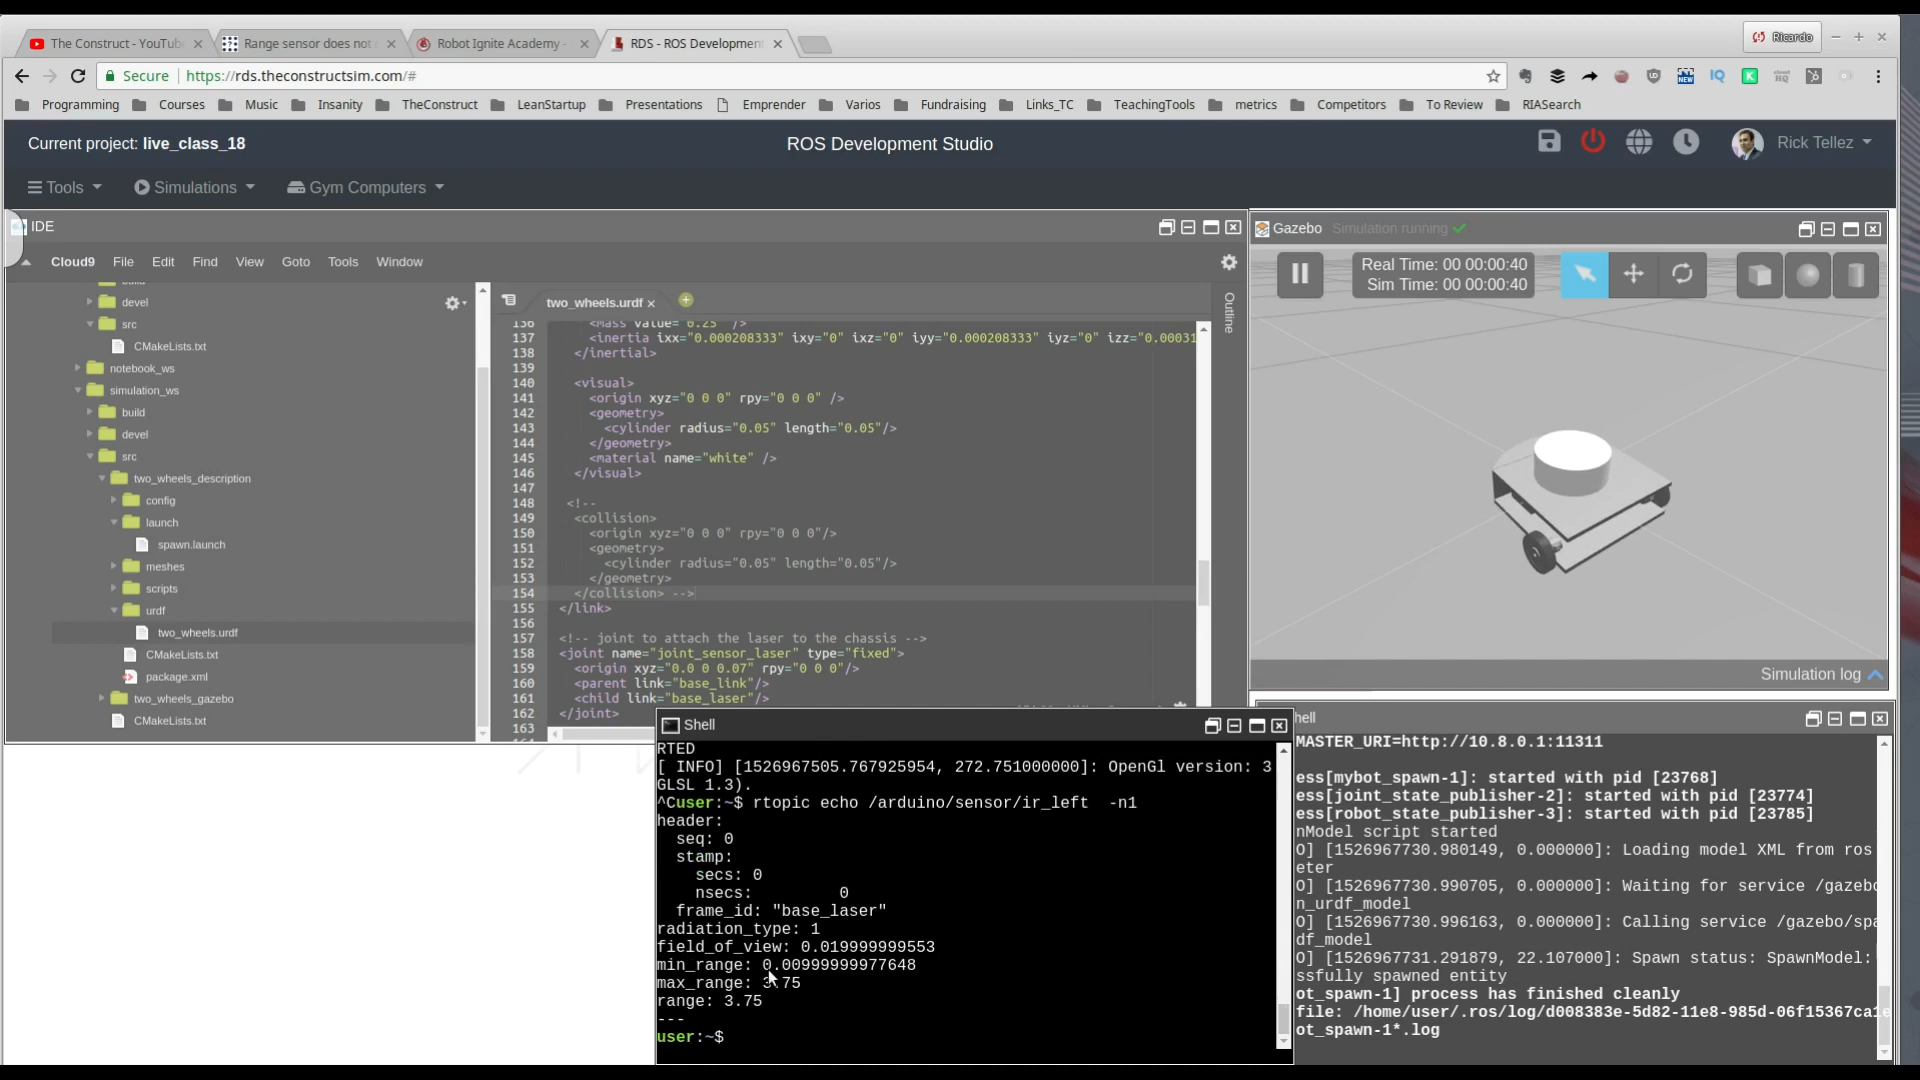 The Construct - YouTub
Range sensor does not
Robot Ignite Academy -
RDS - ROS Developmen
Ricardo
Secure
https://rds.theconstructsim.com/#
Programming
Courses
Music
Insanity
TheConstruct
LeanStartup
Presentations
Emprender
Varios
Fundraising
Links_TC
TeachingTools
metrics
Competitors
To Review
RIASearch
Current project: live_class_18
ROS Development Studio
Rick Tellez
Tools
Simulations
Gym Computers
IDE
Cloud9 File Edit Find View Goto Tools Window
build
devel
src
CMakeLists.txt
notebook_ws
simulation_ws
build
devel
src
two_wheels_description
config
launch
spawn.launch
meshes
scripts
urdf
two_wheels.urdf
CMakeLists.txt
package.xml
two_wheels_gazebo
CMakeLists.txt
two_wheels.urdf
Outline
136 <mass value="0.25" />
137 <inertia ixx="0.000208333" ixy="0" ixz="0" iyy="0.000208333" iyz="0" izz="0.00031
138 </inertial>
139
140 <visual>
141 <origin xyz="0 0 0" rpy="0 0 0" />
142 <geometry>
143 <cylinder radius="0.05" length="0.05"/>
144 </geometry>
145 <material name="white" />
146 </visual>
147
148 <!--
149 <collision>
150 <origin xyz="0 0 0" rpy="0 0 0"/>
151 <geometry>
152 <cylinder radius="0.05" length="0.05"/>
153 </geometry>
154 </collision> -->
155 </link>
156
157 <!-- joint to attach the laser to the chassis -->
158 <joint name="joint_sensor_laser" type="fixed">
159 <origin xyz="0.0 0 0.07" rpy="0 0 0"/>
160 <parent link="base_link"/>
161 <child link="base_laser"/>
162 </joint>
163
Gazebo Simulation running
Real Time: 00 00:00:40
Sim Time: 00 00:00:40
Simulation log
Shell
RTED
[ INFO] [1526967505.767925954, 272.751000000]: OpenGl version: 3
GLSL 1.3).
^Cuser:~$ rtopic echo /arduino/sensor/ir_left -n1
header:
seq: 0
stamp:
secs: 0
nsecs: 0
frame_id: "base_laser"
radiation_type: 1
field_of_view: 0.019999999553
min_range: 0.00999999977648
max_range: 3.75
range: 3.75
---
user:~$
hell
MASTER_URI=http://10.8.0.1:11311
ess[mybot_spawn-1]: started with pid [23768]
ess[joint_state_publisher-2]: started with pid [23774]
ess[robot_state_publisher-3]: started with pid [23785]
nModel script started
O] [1526967730.980149, 0.000000]: Loading model XML from ros
eter
O] [1526967730.990705, 0.000000]: Waiting for service /gazebo
n_urdf_model
O] [1526967730.996163, 0.000000]: Calling service /gazebo/spa
df_model
O] [1526967731.291879, 22.107000]: Spawn status: SpawnModel:
ssfully spawned entity
ot_spawn-1] process has finished cleanly
file: /home/user/.ros/log/d008383e-5d82-11e8-985d-06f15367ca1e
ot_spawn-1*.log